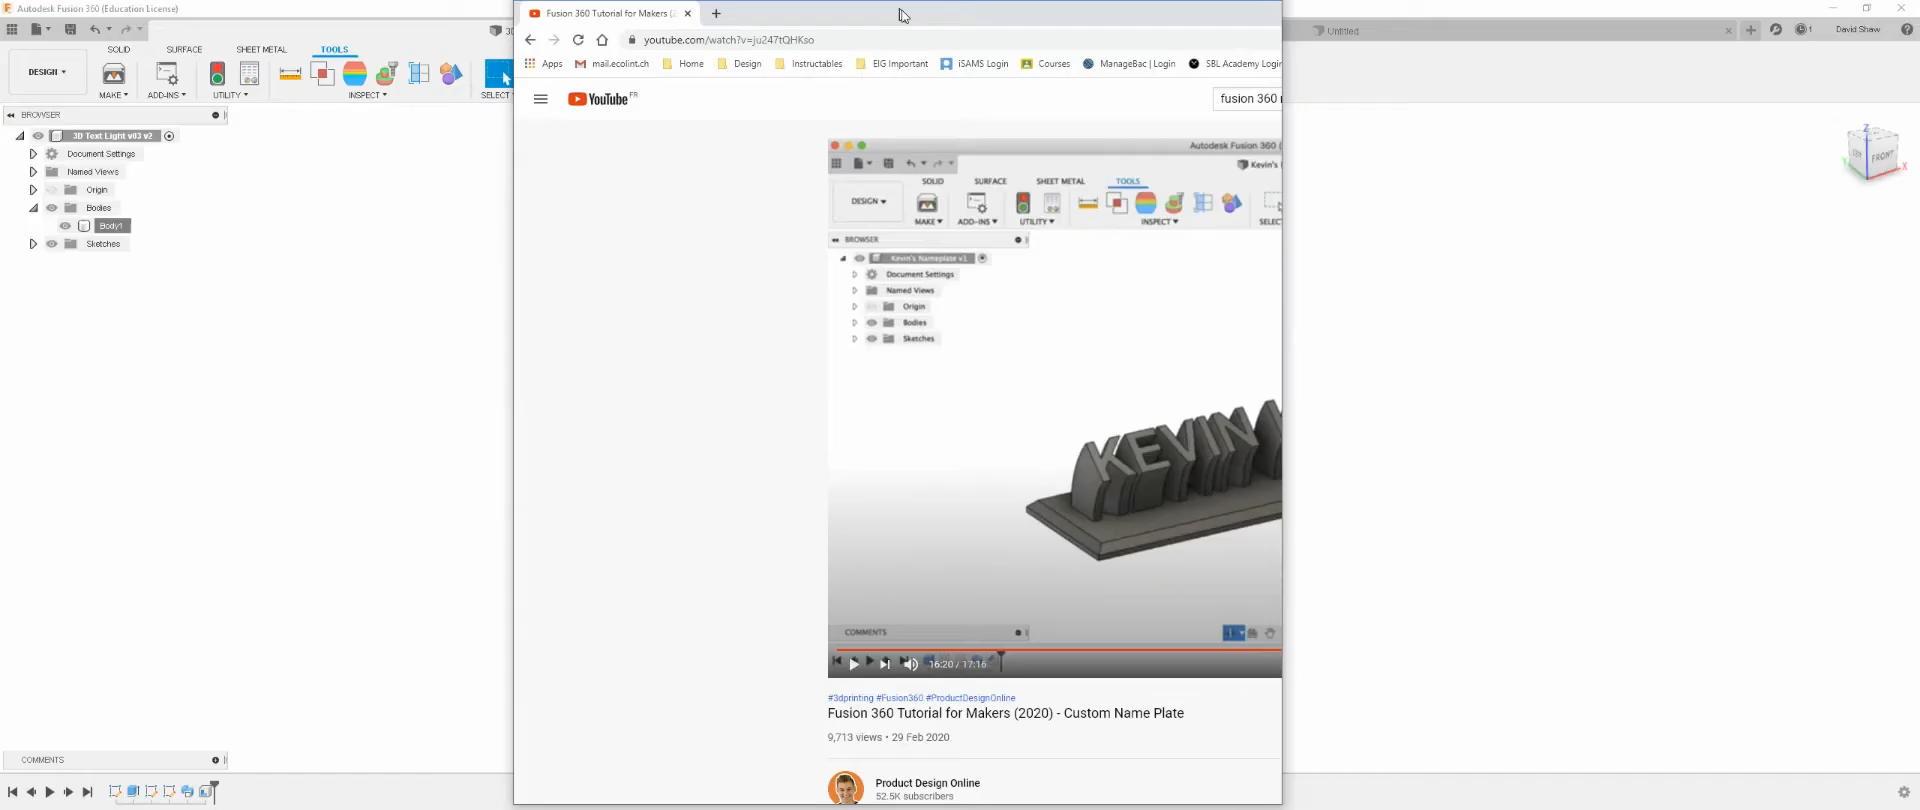 Autodesk Fusion 360 (Education License)
Fusion 360 Tutorial for Makers (2
youtube.com/watch?v=ju247tQHKso
Untitled
1
David Shaw
SOLID SURFACE SHEET METAL TOOLS
DESIGN
MAKE ADD-INS UTILITY INSPECT SELECT
Apps mail.ecolint.ch Home Design Instructables EIG Important iSAMS Login Courses ManageBac | Login SBL Academy Login
YouTube FR
fusion 360
BROWSER
3D Text Light v03 v2
Document Settings
Named Views
Origin
Bodies
Body1
Sketches
Z
FRONT
X
Autodesk Fusion 360 (
Kevin's
SOLID SURFACE SHEET METAL TOOLS
DESIGN
MAKE ADD-INS UTILITY INSPECT SELEC
BROWSER
Kevin's Nameplate v1
Document Settings
Named Views
Origin
Bodies
Sketches
KEVIN
COMMENTS
16:20 / 17:16
#3dprinting #Fusion360 #ProductDesignOnline
Fusion 360 Tutorial for Makers (2020) - Custom Name Plate
9,713 views • 29 Feb 2020
Product Design Online
52.5K subscribers
COMMENTS